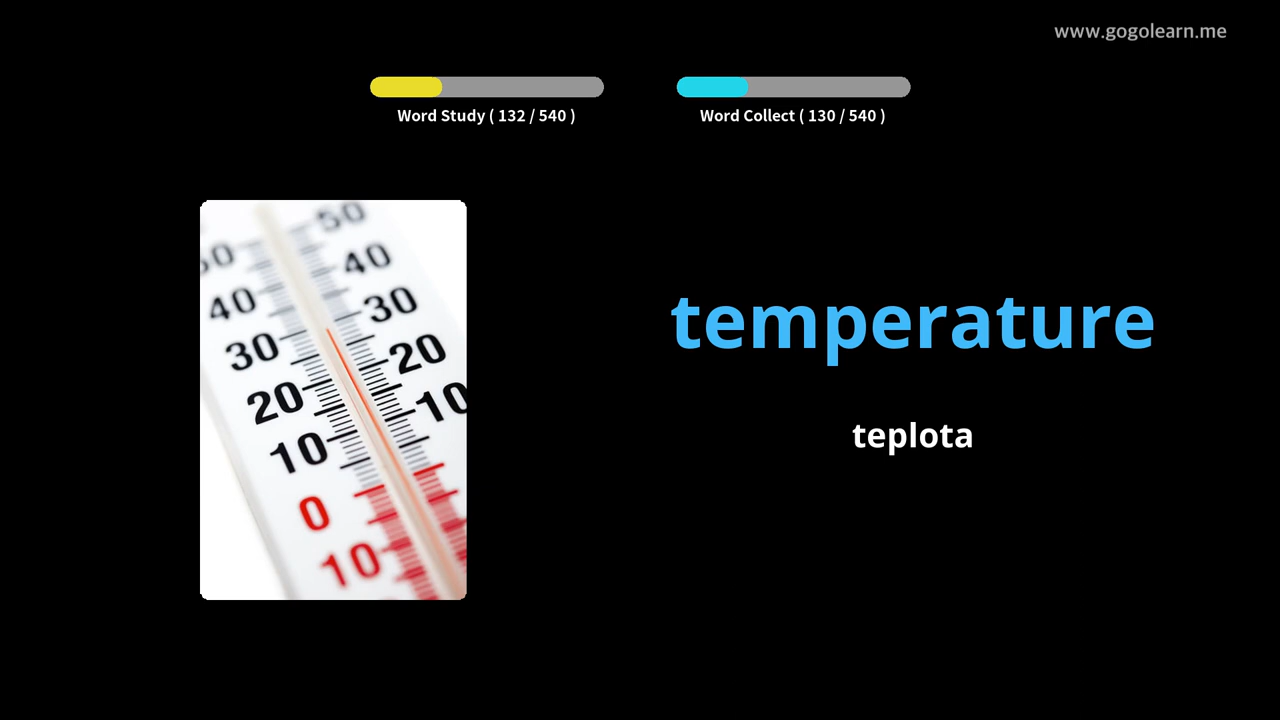 www.gogolearn.me
Word Study ( 132 / 540 )
Word Collect ( 130 / 540 )
50
50
40
40
30
30
20
20
10
10
0
10
temperature
teplota